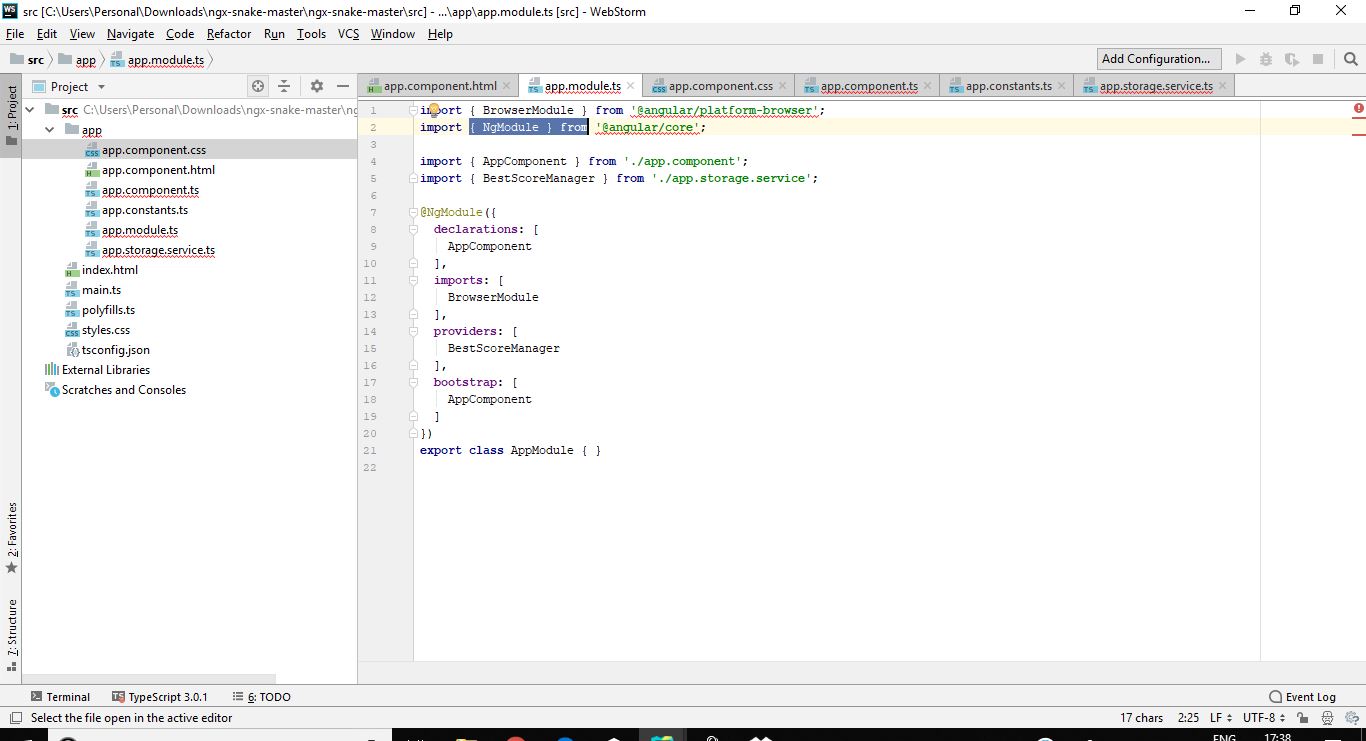 src [C:\Users\Personal\Downloads\ngx-snake-master\ngx-snake-master\src] - ...\app\app.module.ts [src] - WebStorm
File Edit View Navigate Code Refactor Run Tools VCS Window Help
src app app.module.ts Add Configuration...
1: Project
Project
app.component.html app.module.ts app.component.css app.component.ts app.constants.ts app.storage.service.ts
src C:\Users\Personal\Downloads\ngx-snake-master\ng
app
app.component.css
app.component.html
app.component.ts
app.constants.ts
app.module.ts
app.storage.service.ts
index.html
main.ts
polyfills.ts
styles.css
tsconfig.json
External Libraries
Scratches and Consoles
1 import { BrowserModule } from '@angular/platform-browser';
2 import { NgModule } from '@angular/core';
3
4 import { AppComponent } from './app.component';
5 import { BestScoreManager } from './app.storage.service';
6
7 @NgModule({
8 declarations: [
9 AppComponent
10 ],
11 imports: [
12 BrowserModule
13 ],
14 providers: [
15 BestScoreManager
16 ],
17 bootstrap: [
18 AppComponent
19 ]
20 })
21 export class AppModule { }
22
2: Favorites
7: Structure
Terminal TypeScript 3.0.1 6: TODO Event Log
Select the file open in the active editor 17 chars 2:25 LF UTF-8
ENG 17:38